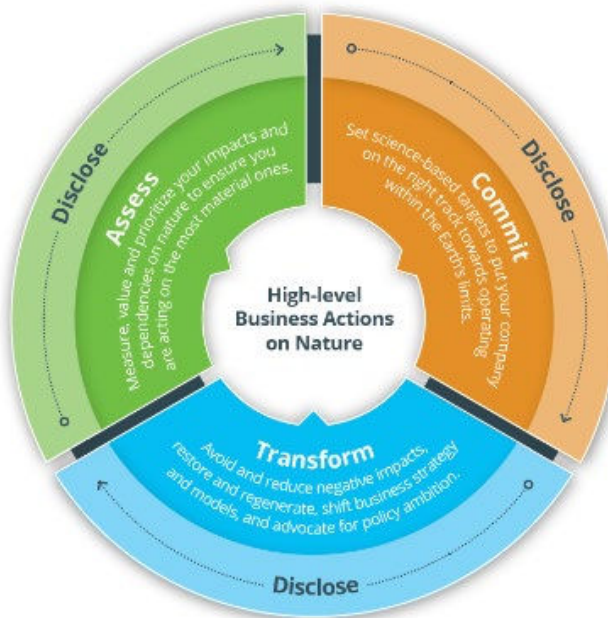 Disclose
Assess
Measure, value and prioritize your impacts and
dependencies on nature to ensure you
are acting on the most material ones.
Disclose
Commit
Set science-based targets to put your company
on the right track towards operating
within the Earth's limits.
High-level
Business Actions
on Nature
Transform
Avoid and reduce negative impacts,
restore and regenerate, shift business strategy
and models, and advocate for policy ambition.
Disclose